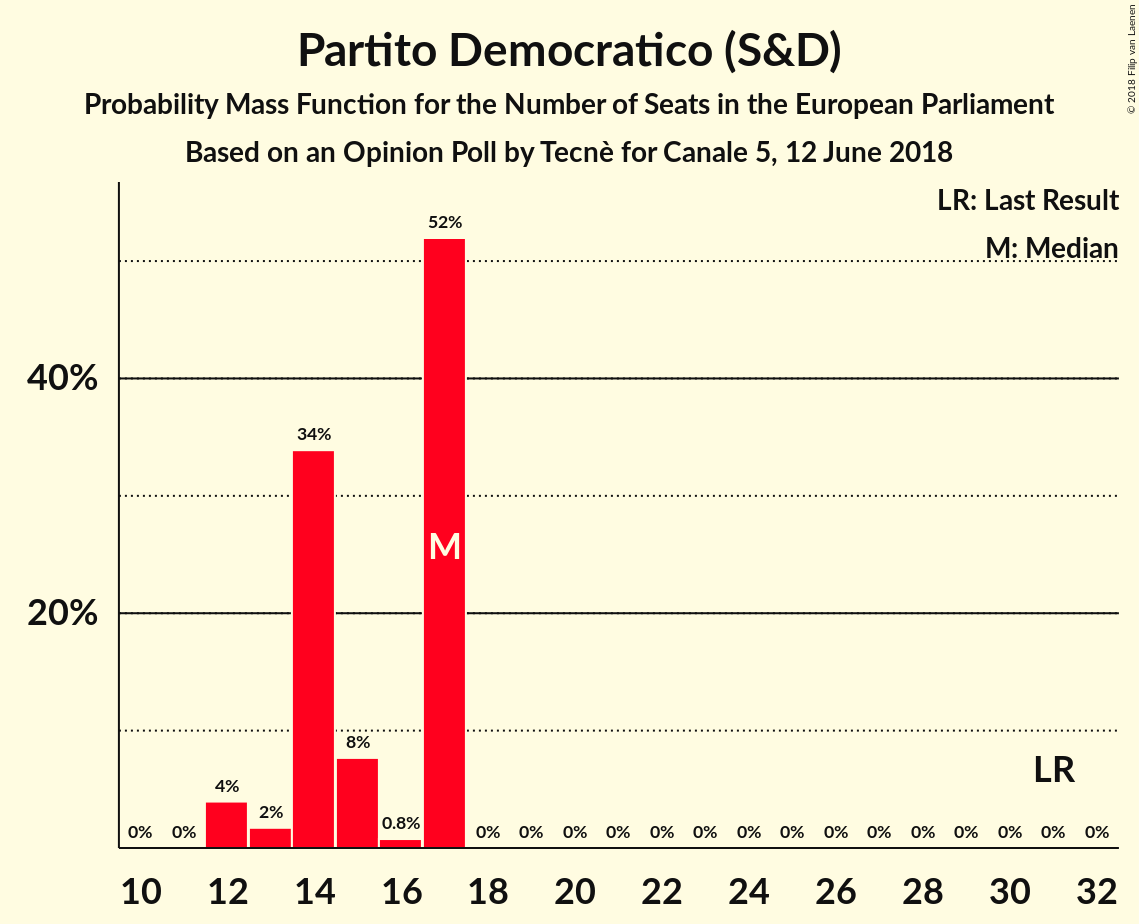 Partito Democratico (S&D)
Probability Mass Function for the Number of Seats in the European Parliament
Based on an Opinion Poll by Tecnè for Canale 5, 12 June 2018
© 2018 Filip van Laenen
LR: Last Result
M: Median
40%
20%
0% 0% 4% 2% 34% 8% 0.8% 52% 0% 0% 0% 0% 0% 0% 0% 0% 0% 0% 0% 0% 0% 0% 0%
M
LR
10 12 14 16 18 20 22 24 26 28 30 32